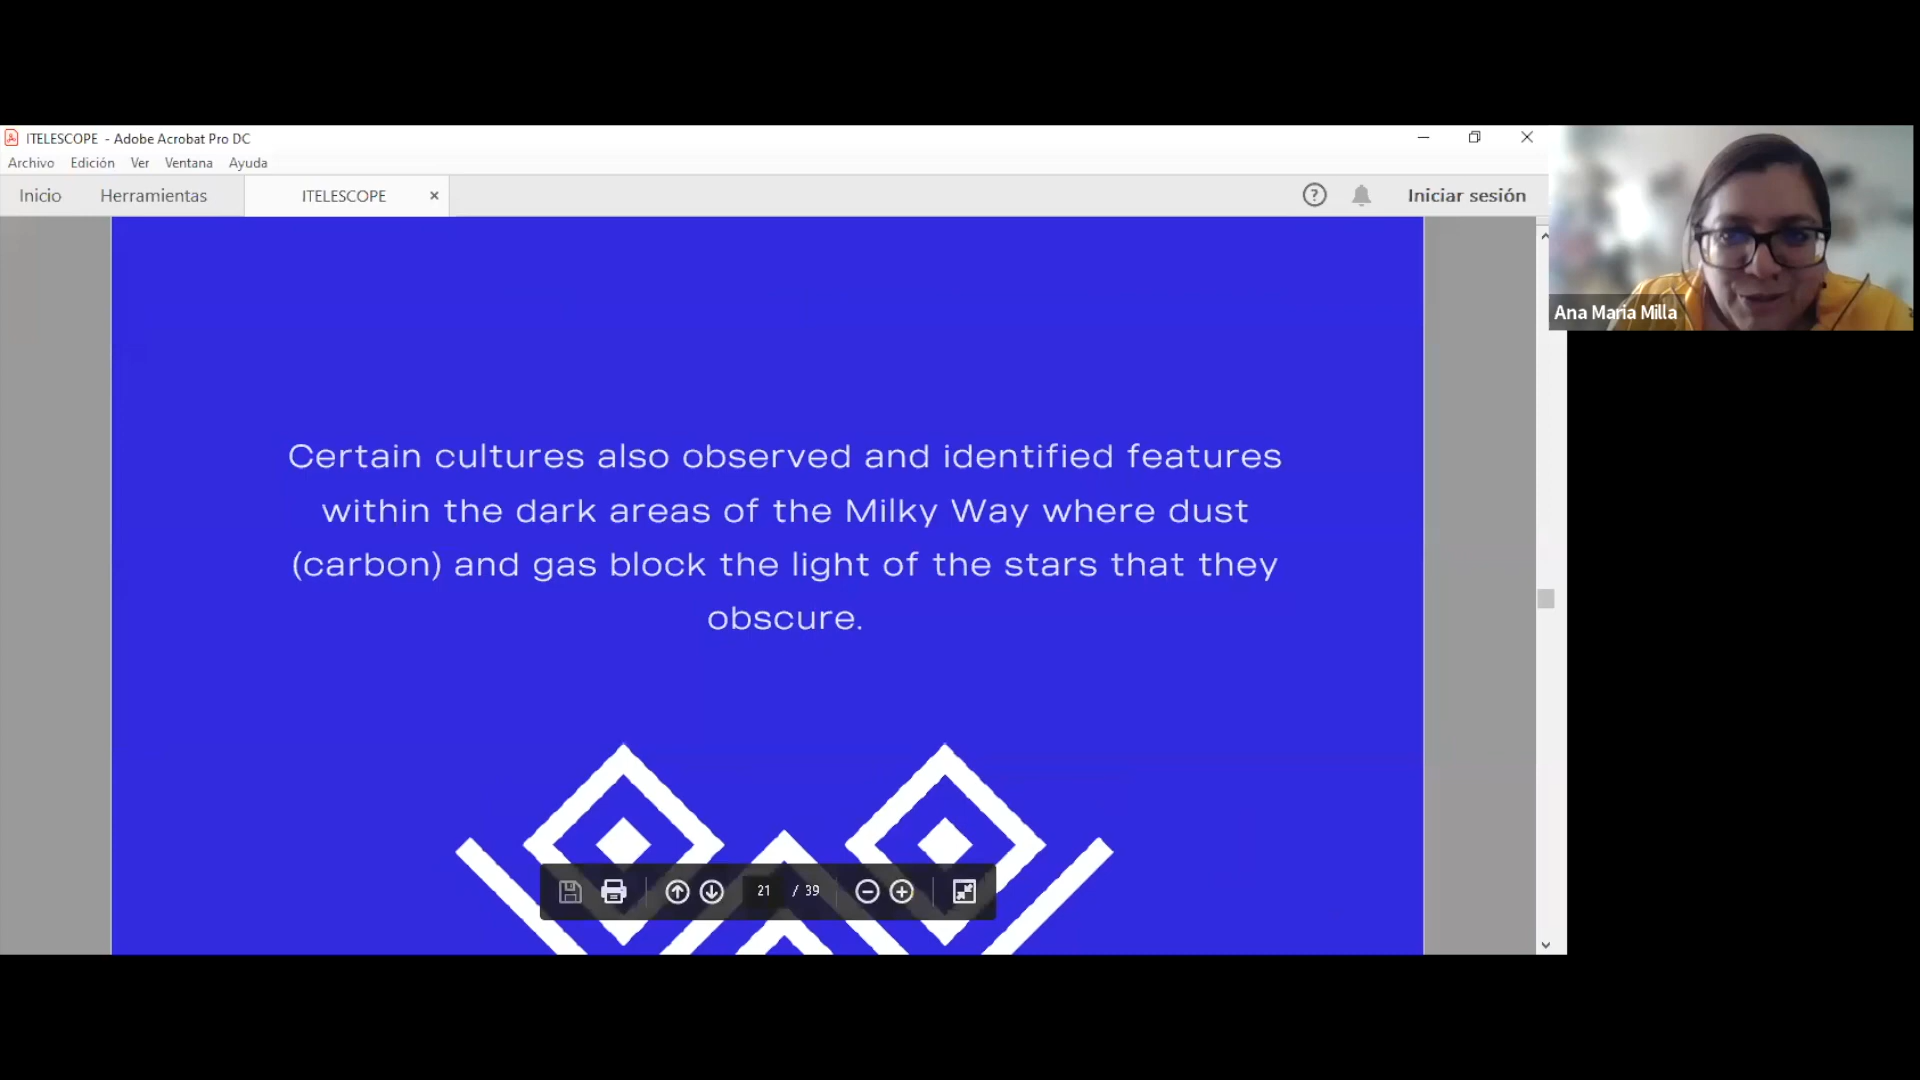 ITELESCOPE - Adobe Acrobat Pro DC
Archivo Edición Ver Ventana Ayuda
Inicio Herramientas ITELESCOPE × ? Iniciar sesión
Certain cultures also observed and identified features
within the dark areas of the Milky Way where dust
(carbon) and gas block the light of the stars that they
obscure.
Ana Maria Milla
21 / 39